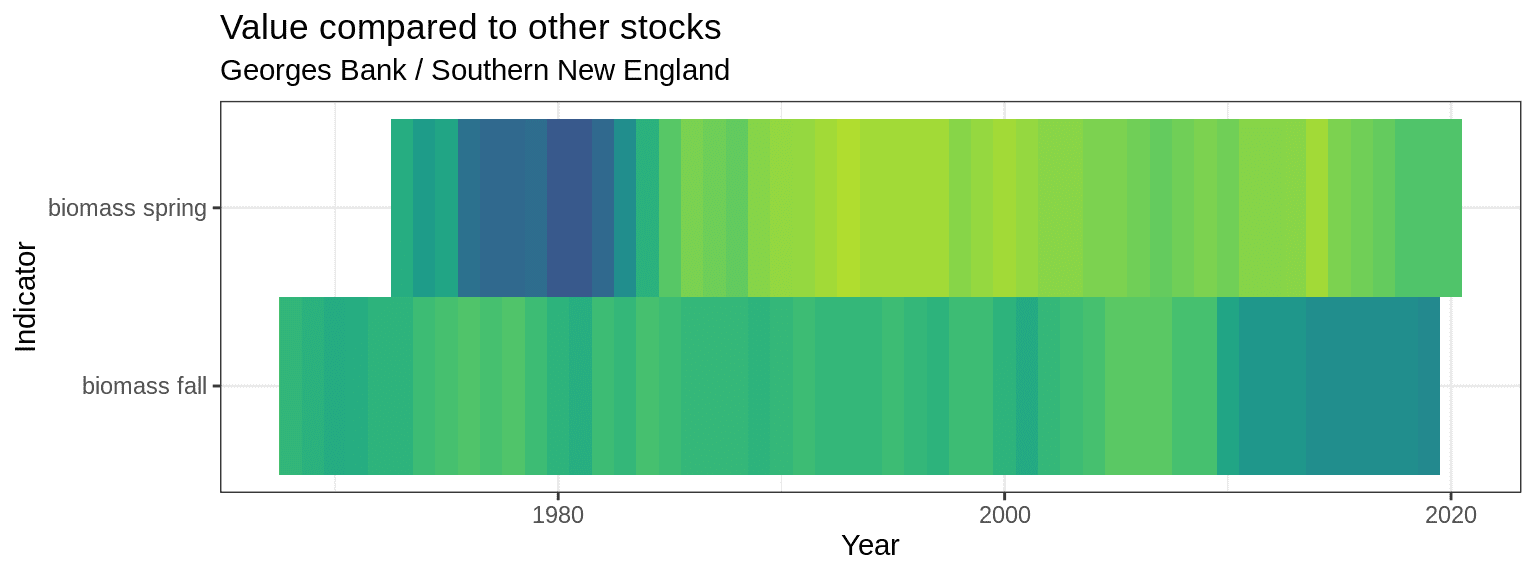 Value compared to other stocks
Georges Bank / Southern New England
Indicator
biomass spring
biomass fall
1980
2000
2020
Year